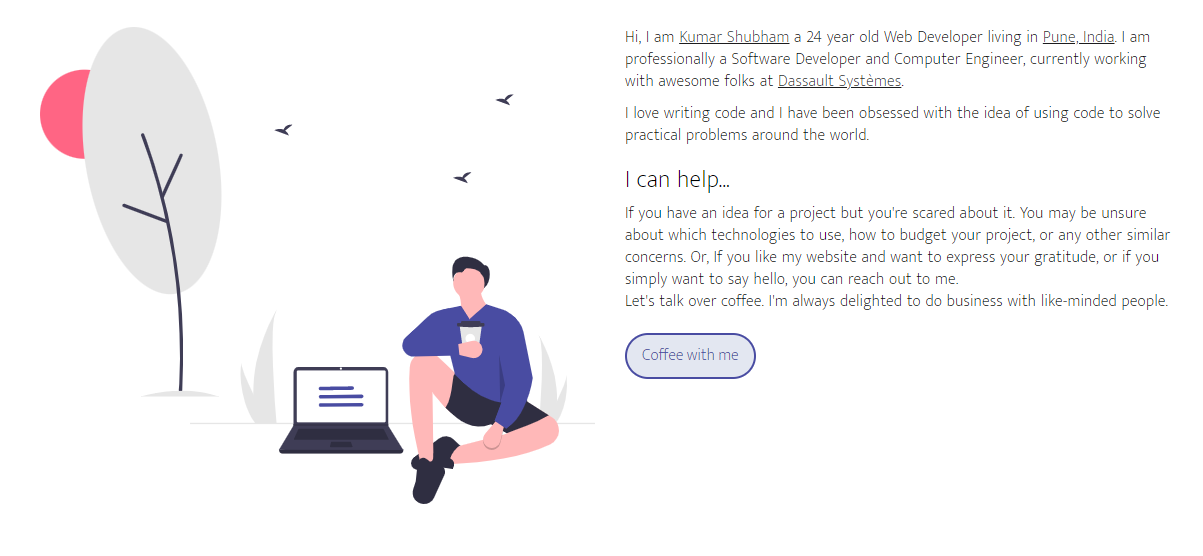 Hi, I am Kumar Shubham a 24 year old Web Developer living in Pune, India. I am
professionally a Software Developer and Computer Engineer, currently working
with awesome folks at Dassault Systèmes.
I love writing code and I have been obsessed with the idea of using code to solve
practical problems around the world.
I can help...
If you have an idea for a project but you're scared about it. You may be unsure
about which technologies to use, how to budget your project, or any other similar
concerns. Or, If you like my website and want to express your gratitude, or if you
simply want to say hello, you can reach out to me.
Let's talk over coffee. I'm always delighted to do business with like-minded people.
Coffee with me